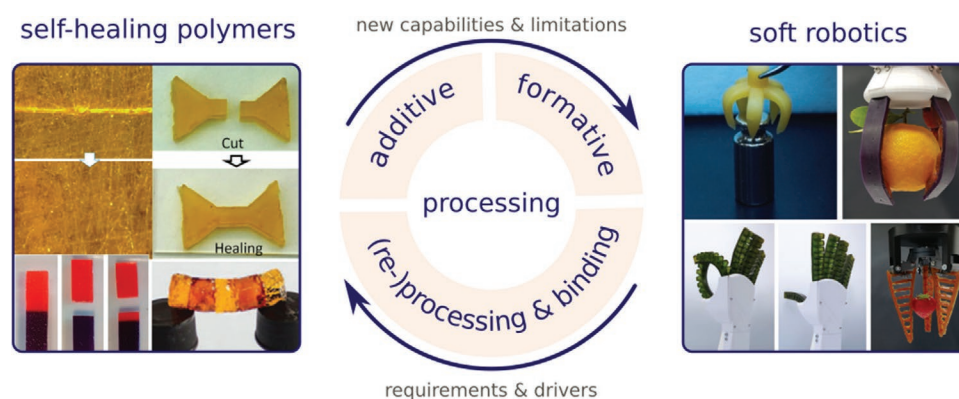 self-healing polymers
Cut
Healing
new capabilities & limitations
additive
formative
processing
(re-)processing & binding
requirements & drivers
soft robotics